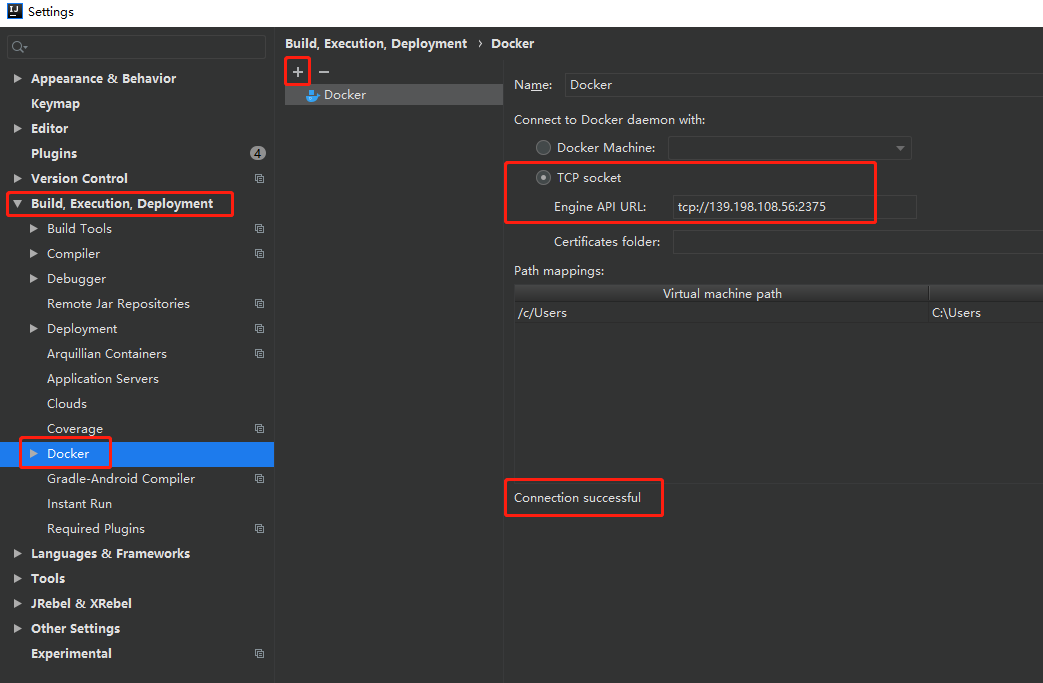 Settings
Appearance & Behavior
Keymap
Editor
Plugins
4
Version Control
Build, Execution, Deployment
Build Tools
Compiler
Debugger
Remote Jar Repositories
Deployment
Arquillian Containers
Application Servers
Clouds
Coverage
Docker
Gradle-Android Compiler
Instant Run
Required Plugins
Languages & Frameworks
Tools
JRebel & XRebel
Other Settings
Experimental
Build, Execution, Deployment › Docker
+ −
Docker
Name: Docker
Connect to Docker daemon with:
Docker Machine:
TCP socket
Engine API URL: tcp://139.198.108.56:2375
Certificates folder:
Path mappings:
Virtual machine path
/c/Users C:\Users
Connection successful